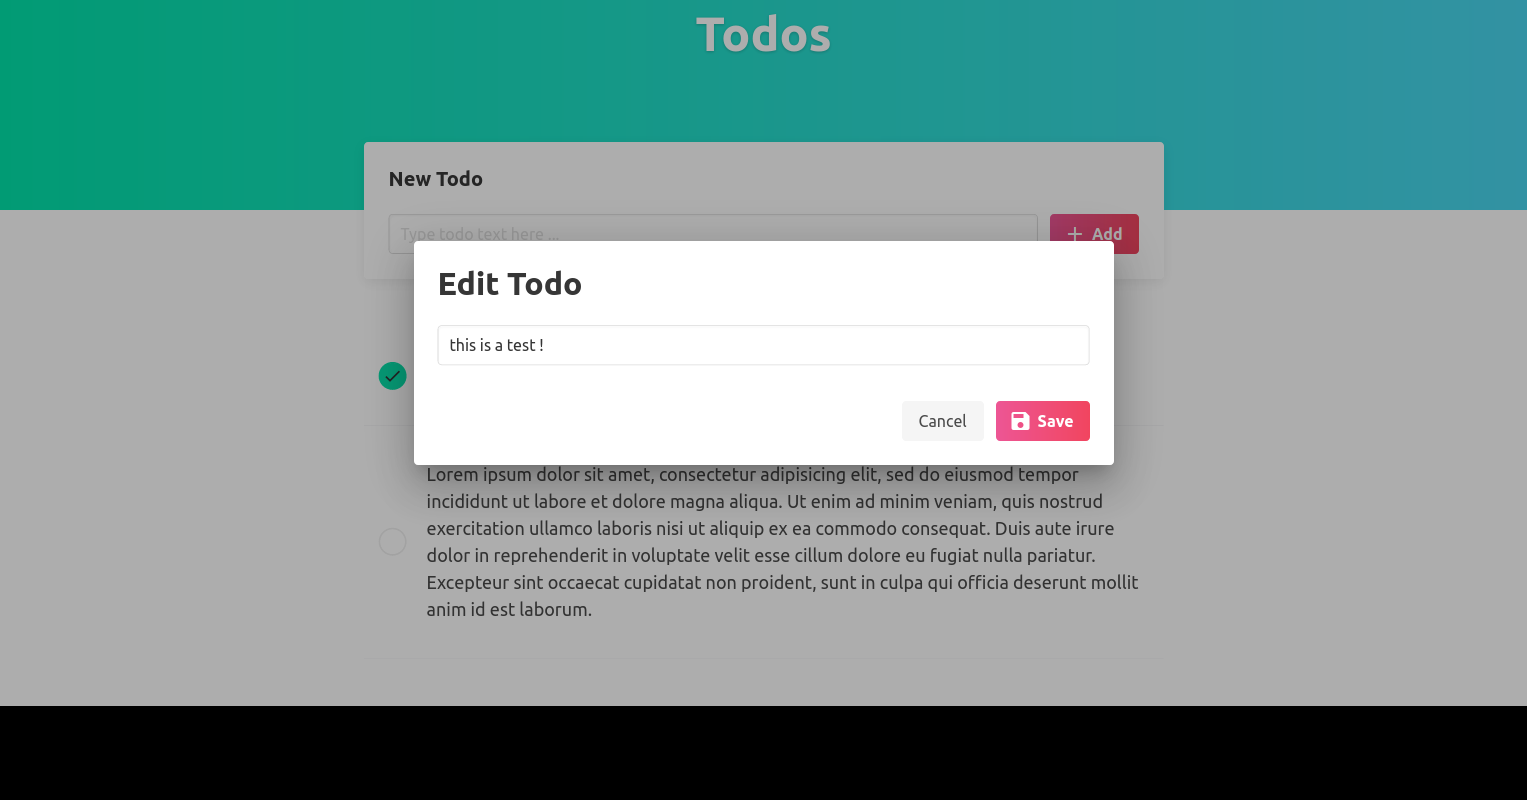 Todos
New Todo
Type todo text here ...
Add
Edit Todo
this is a test !
Cancel
Save
Lorem ipsum dolor sit amet, consectetur adipisicing elit, sed do eiusmod tempor
incididunt ut labore et dolore magna aliqua. Ut enim ad minim veniam, quis nostrud
exercitation ullamco laboris nisi ut aliquip ex ea commodo consequat. Duis aute irure
dolor in reprehenderit in voluptate velit esse cillum dolore eu fugiat nulla pariatur.
Excepteur sint occaecat cupidatat non proident, sunt in culpa qui officia deserunt mollit
anim id est laborum.